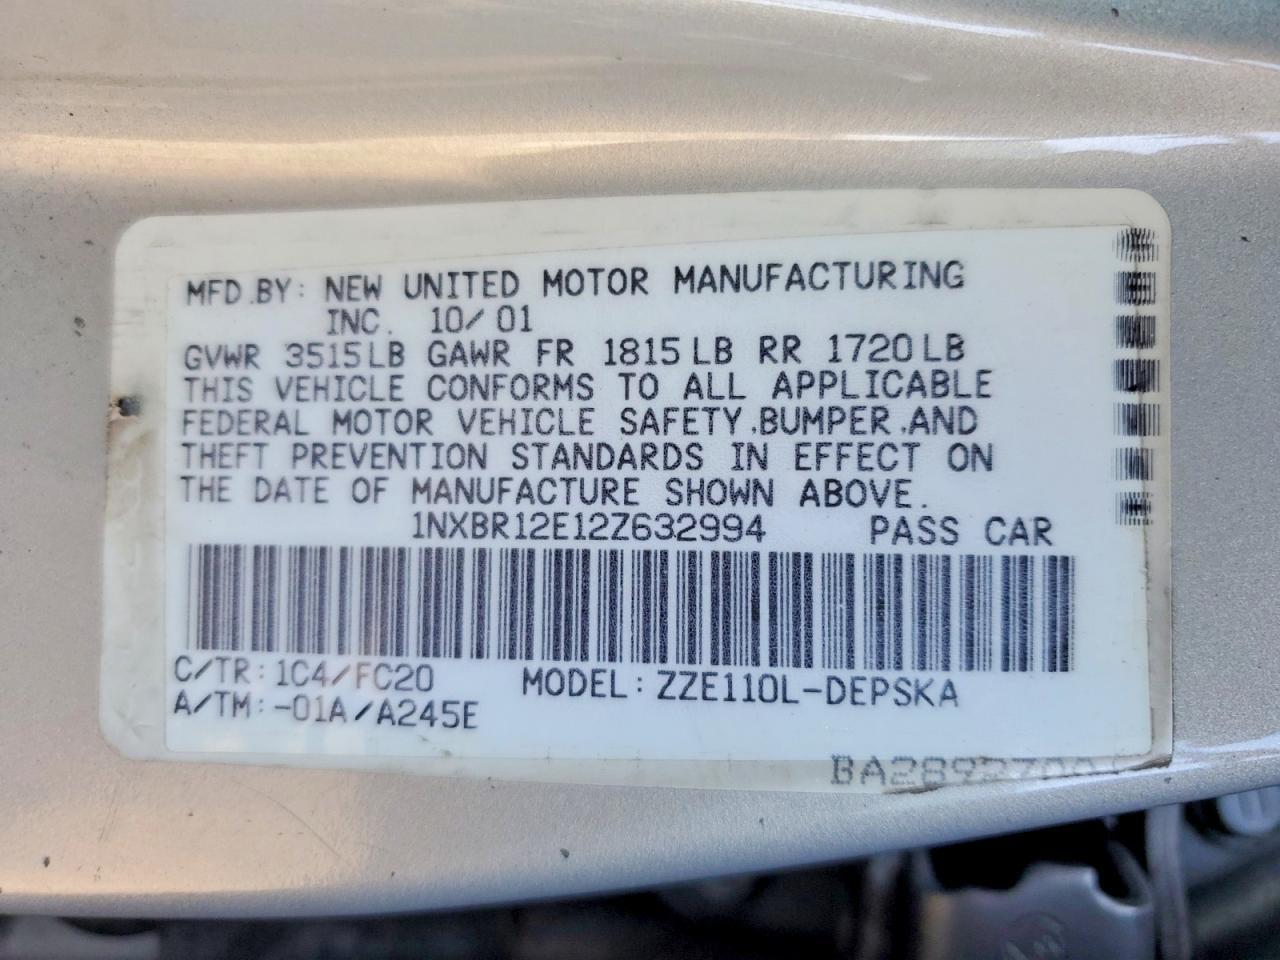 MFD.BY: NEW UNITED MOTOR MANUFACTURING
INC. 10/01
GVWR 3515LB GAWR FR 1815LB RR 1720LB
THIS VEHICLE CONFORMS TO ALL APPLICABLE
FEDERAL MOTOR VEHICLE SAFETY,BUMPER,AND
THEFT PREVENTION STANDARDS IN EFFECT ON
THE DATE OF MANUFACTURE SHOWN ABOVE.
1NXBR12E12Z632994 PASS CAR
C/TR: 1C4/FC20 MODEL: ZZE110L-DEPSKA
A/TM:-01A/A245E